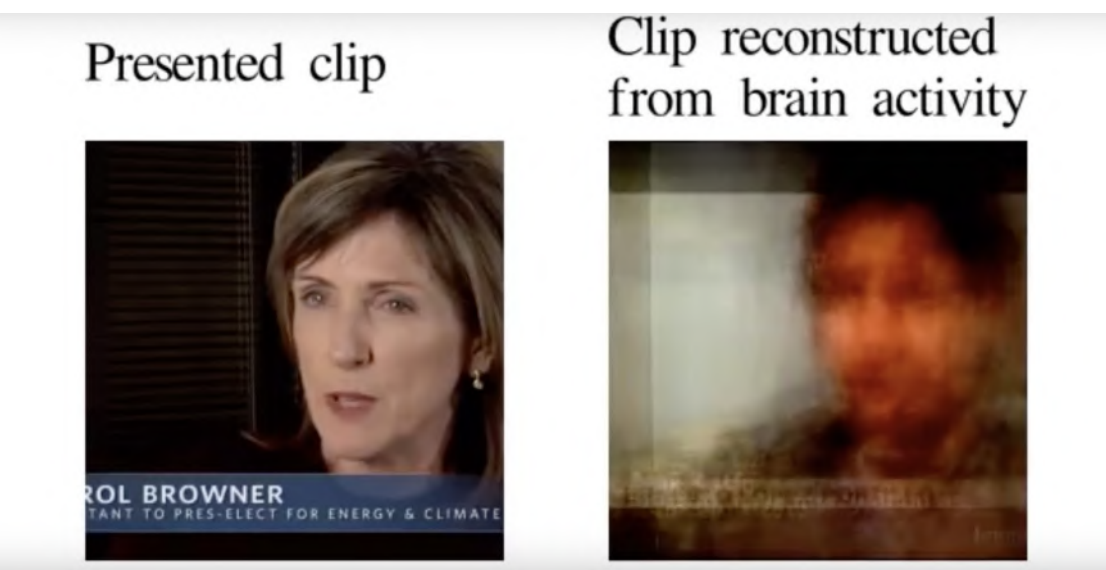 Presented clip
Clip reconstructed
from brain activity
ROL BROWNER
TANT TO PRES-ELECT FOR ENERGY & CLIMATE